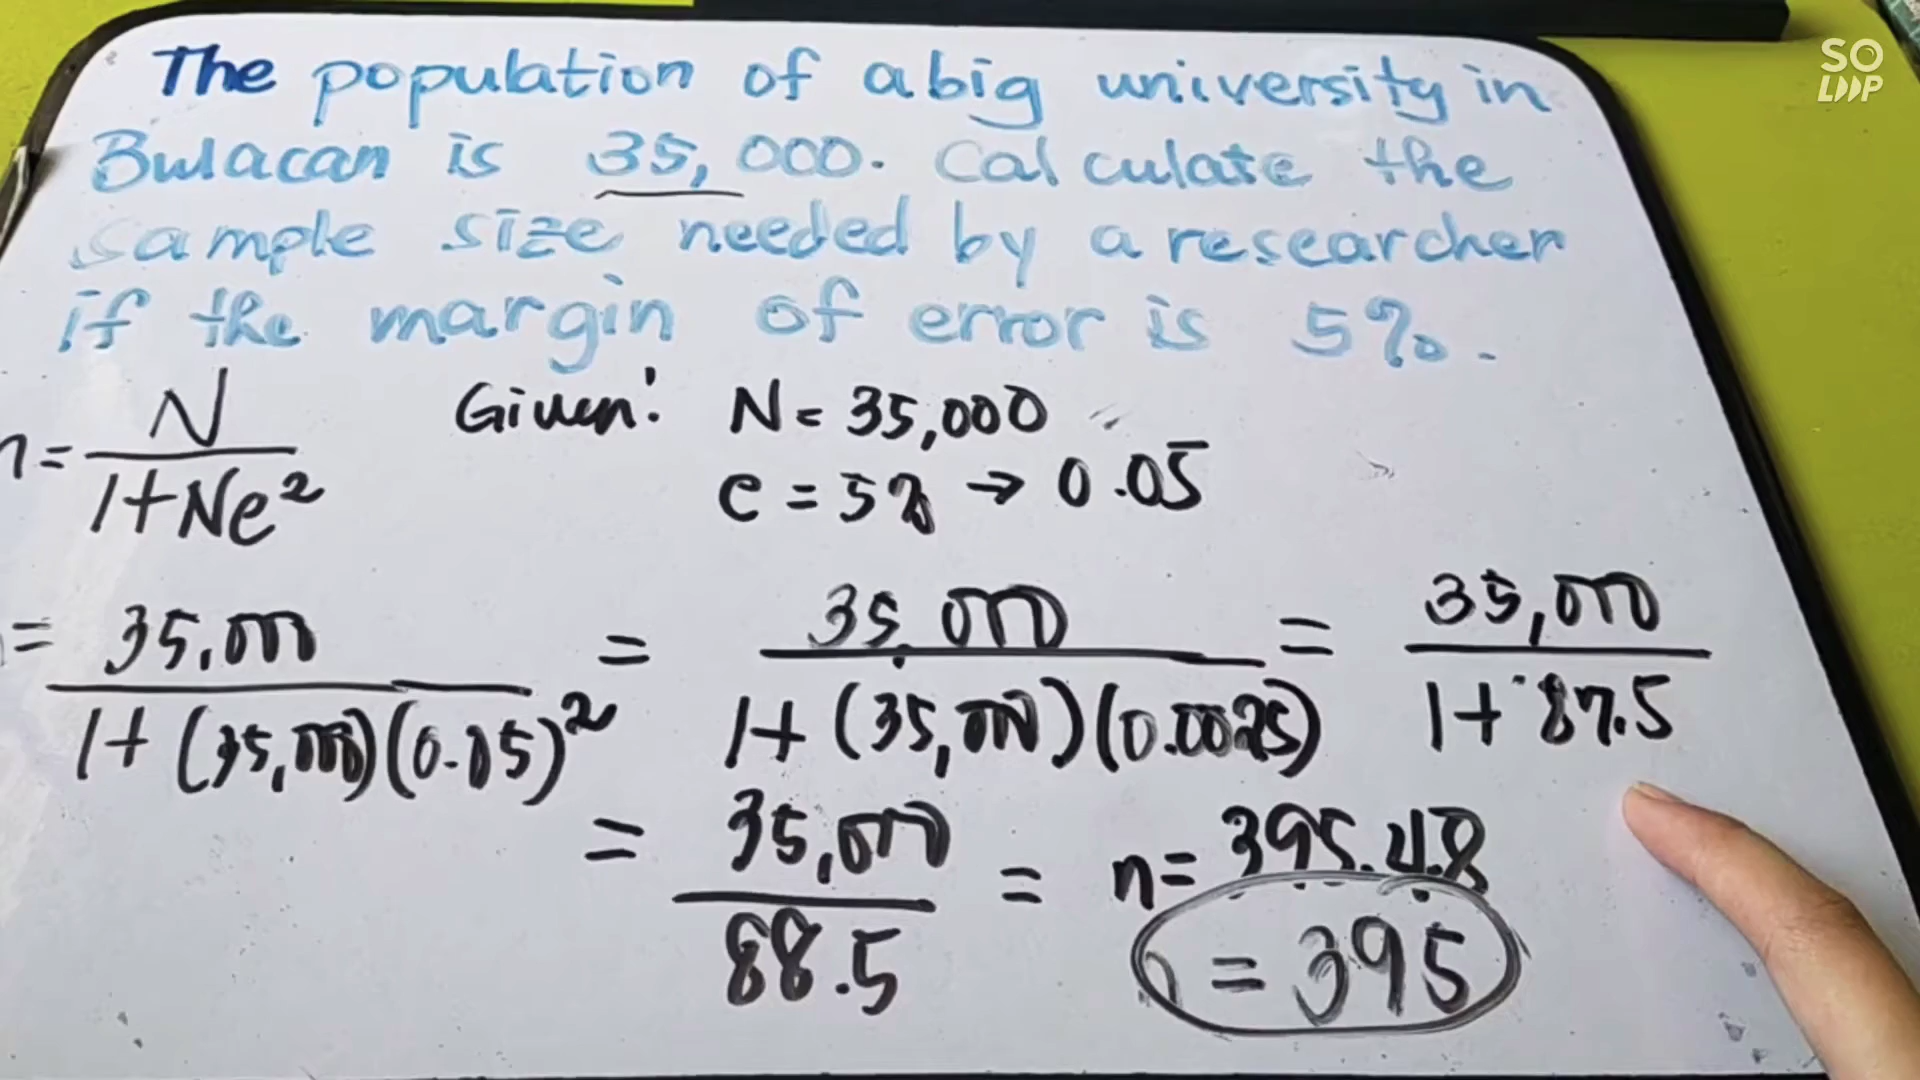 The population of a big university in
Bulacan is 35,000. Calculate the
sample size needed by a researcher
if the margin of error is 5%.
n = N / 1+Ne²
Given: N = 35,000
e = 5% → 0.05
= 35,000 / 1+(35,000)(0.05)² = 35,000 / 1+(35,000)(0.0025) = 35,000 / 1+87.5
= 35,000 / 88.5 = n = 395.48
= 395
SO
LOOP